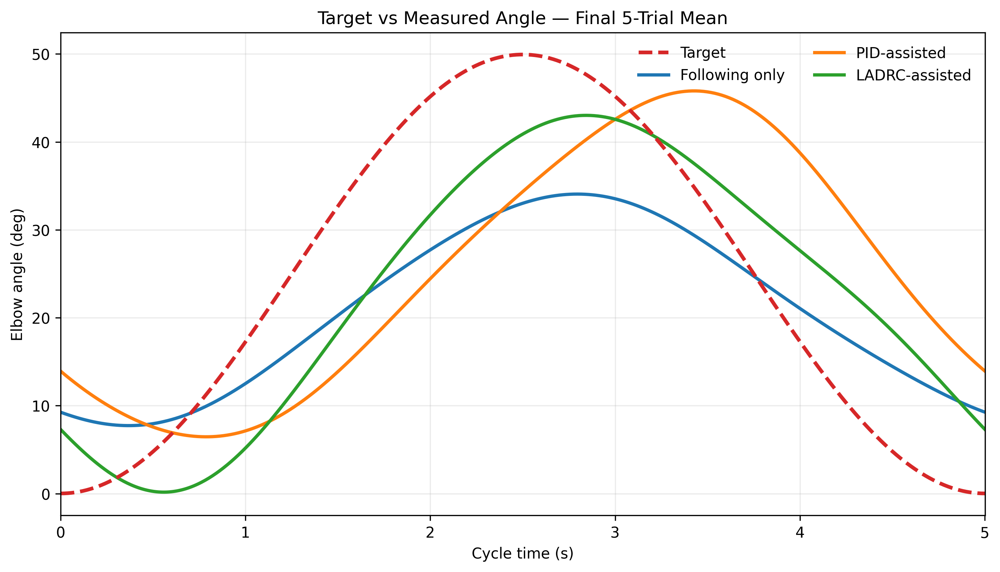 Target vs Measured Angle — Final 5-Trial Mean
Target
Following only
PID-assisted
LADRC-assisted
Elbow angle (deg)
50
40
30
20
10
0
0 1 2 3 4 5
Cycle time (s)